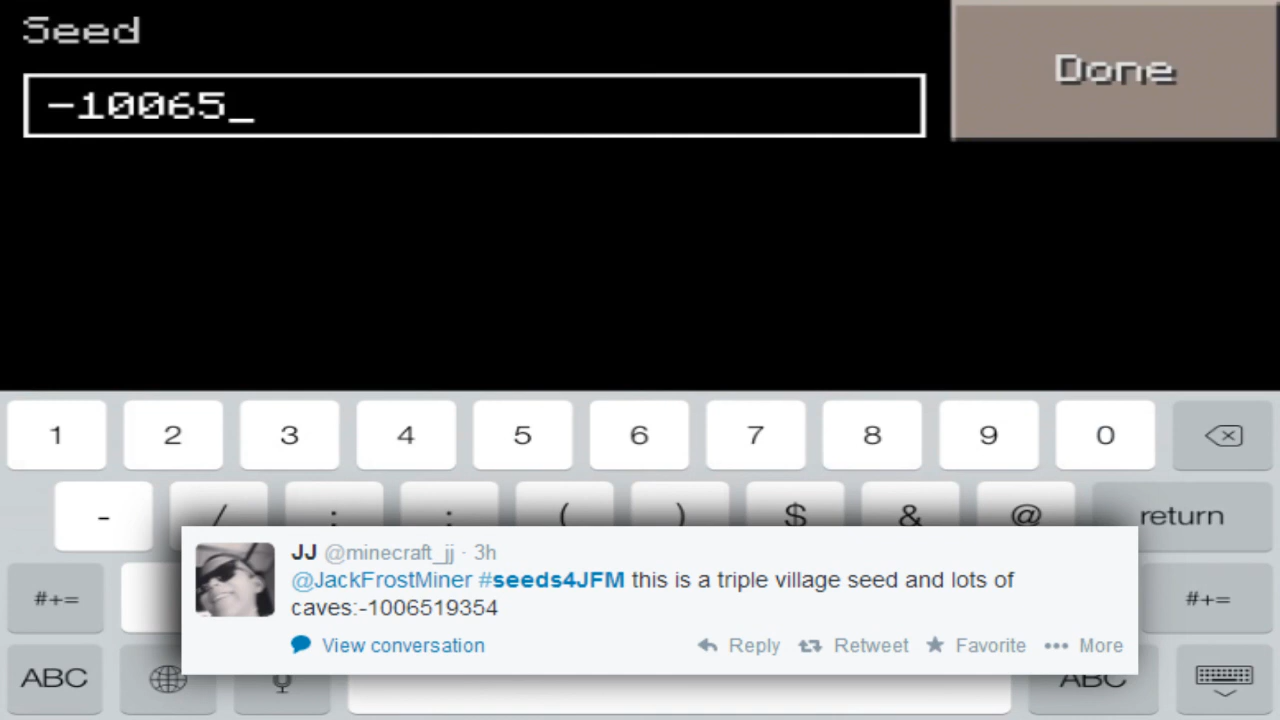 Seed
-10065_
Done
1 2 3 4 5 6 7 8 9 0
- / : ; ( ) $ & @ return
#+= #+=
JJ @minecraft_jj · 3h
@JackFrostMiner #seeds4JFM this is a triple village seed and lots of
caves:-1006519354
View conversation Reply Retweet Favorite More
ABC ABC